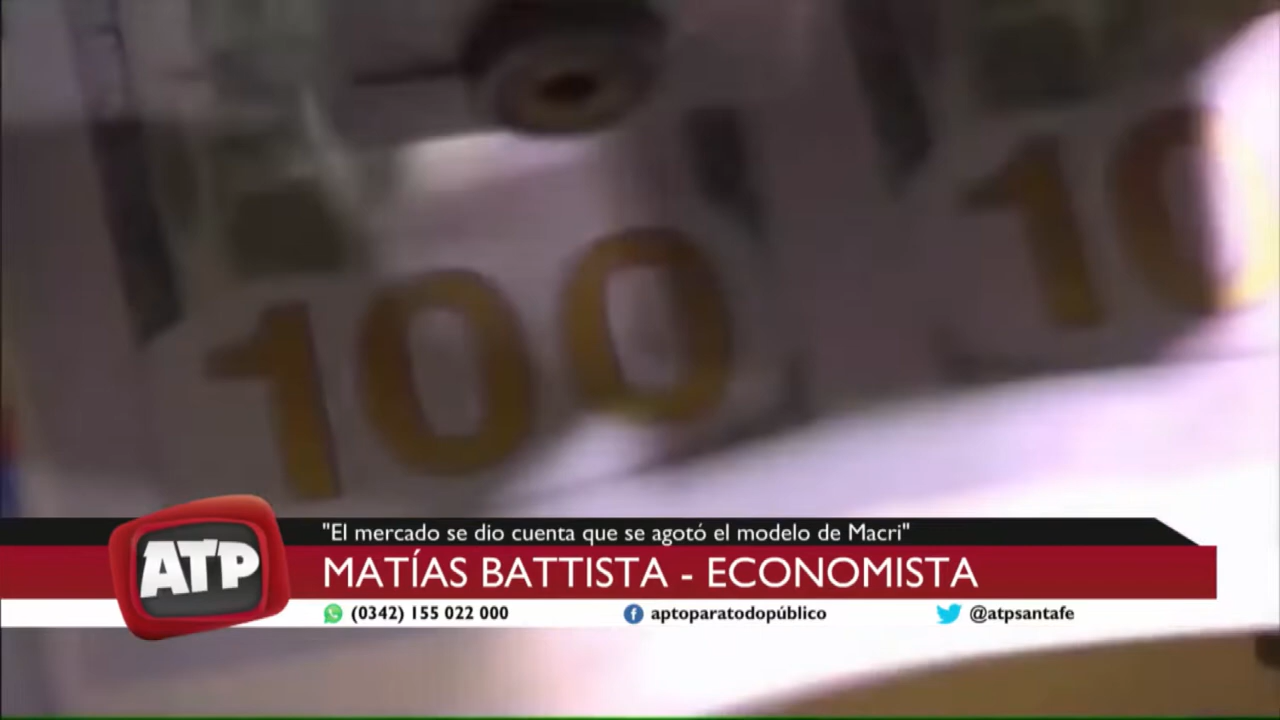 100
10
"El mercado se dio cuenta que se agotó el modelo de Macri"
ATP
MATÍAS BATTISTA - ECONOMISTA
(0342) 155 022 000
aptoparatodopúblico
@atpsantafe